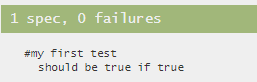 1 spec, 0 failures
#my first test
should be true if true